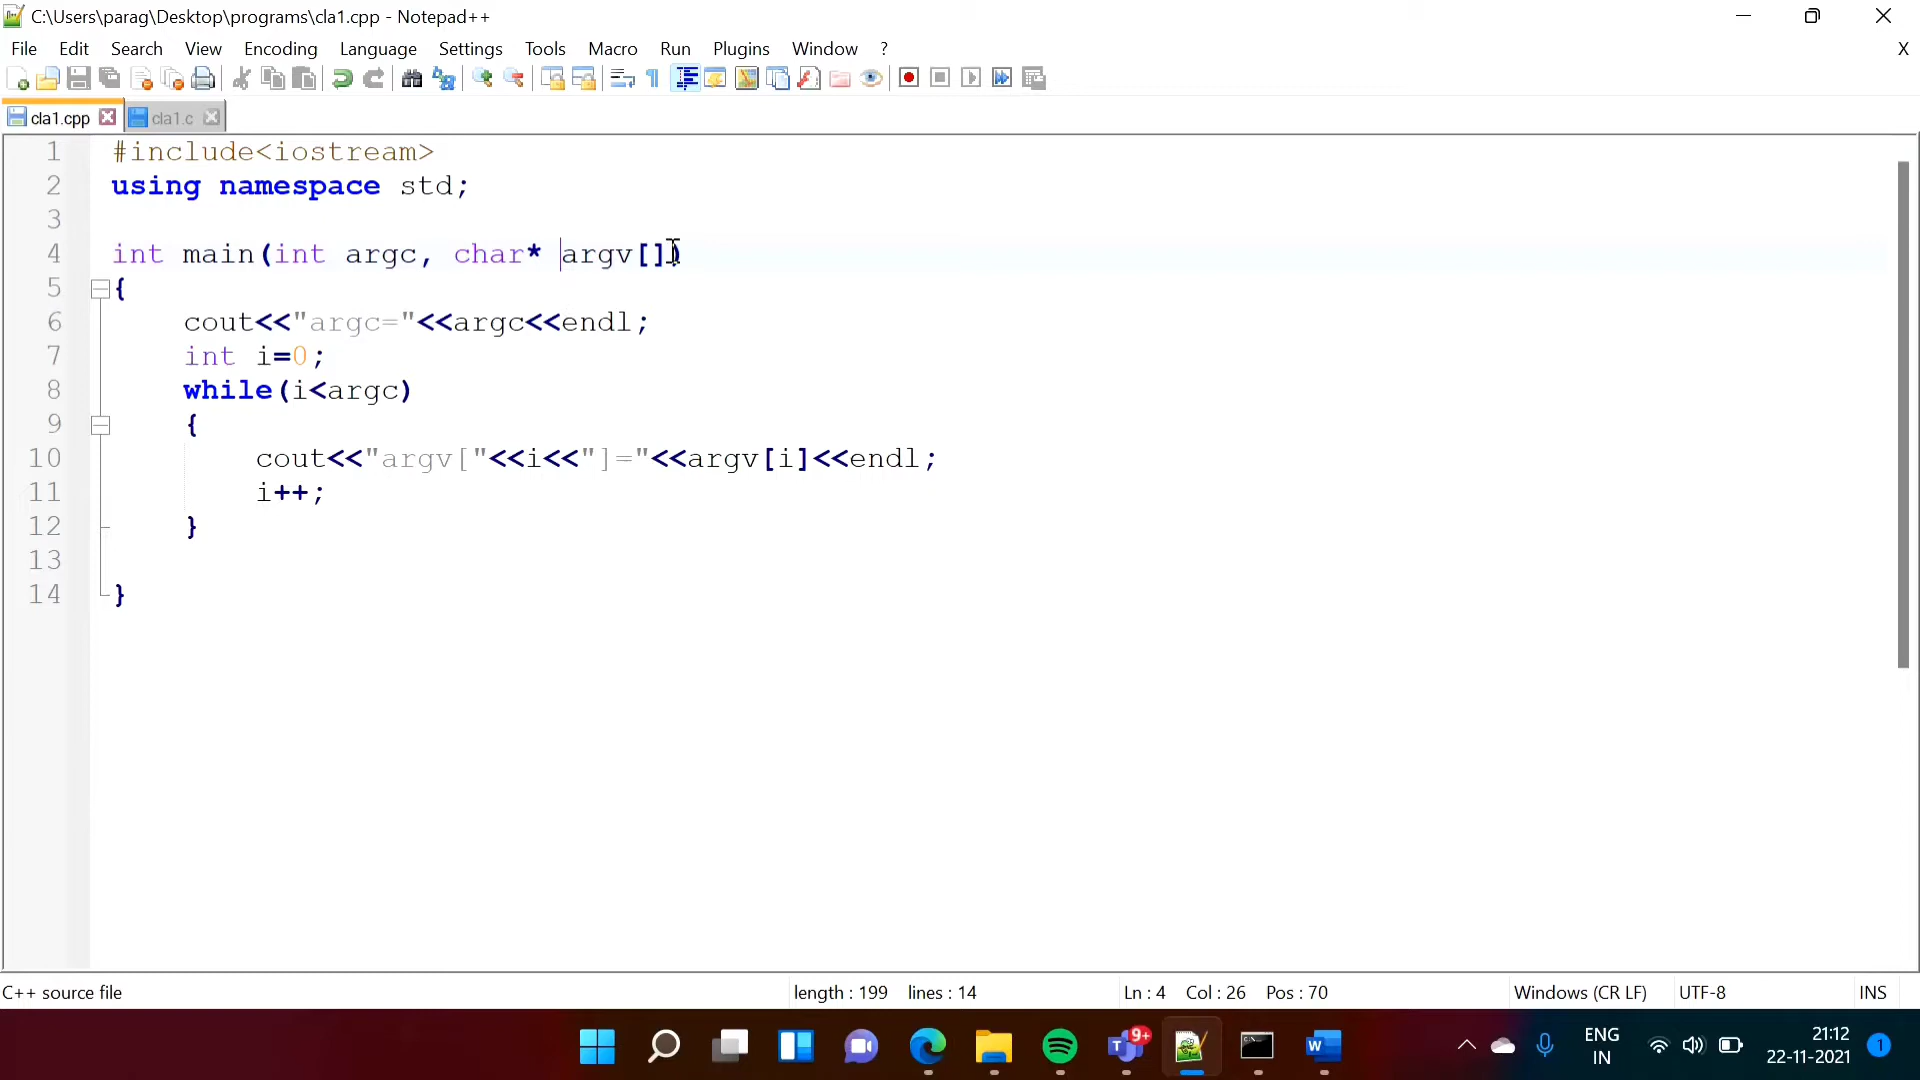 C:\Users\parag\Desktop\programs\cla1.cpp - Notepad++
File Edit Search View Encoding Language Settings Tools Macro Run Plugins Window ? X
cla1.cpp cla1.c
1 #include<iostream>
2 using namespace std;
3
4 int main(int argc, char* argv[])
5 {
6 cout<<"argc="<<argc<<endl;
7 int i=0;
8 while(i<argc)
9 {
10 cout<<"argv["<<i<<"]="<<argv[i]<<endl;
11 i++;
12 }
13
14 }
C++ source file length : 199 lines : 14 Ln : 4 Col : 26 Pos : 70 Windows (CR LF) UTF-8 INS
9+
ENG 21:12
IN 22-11-2021 1